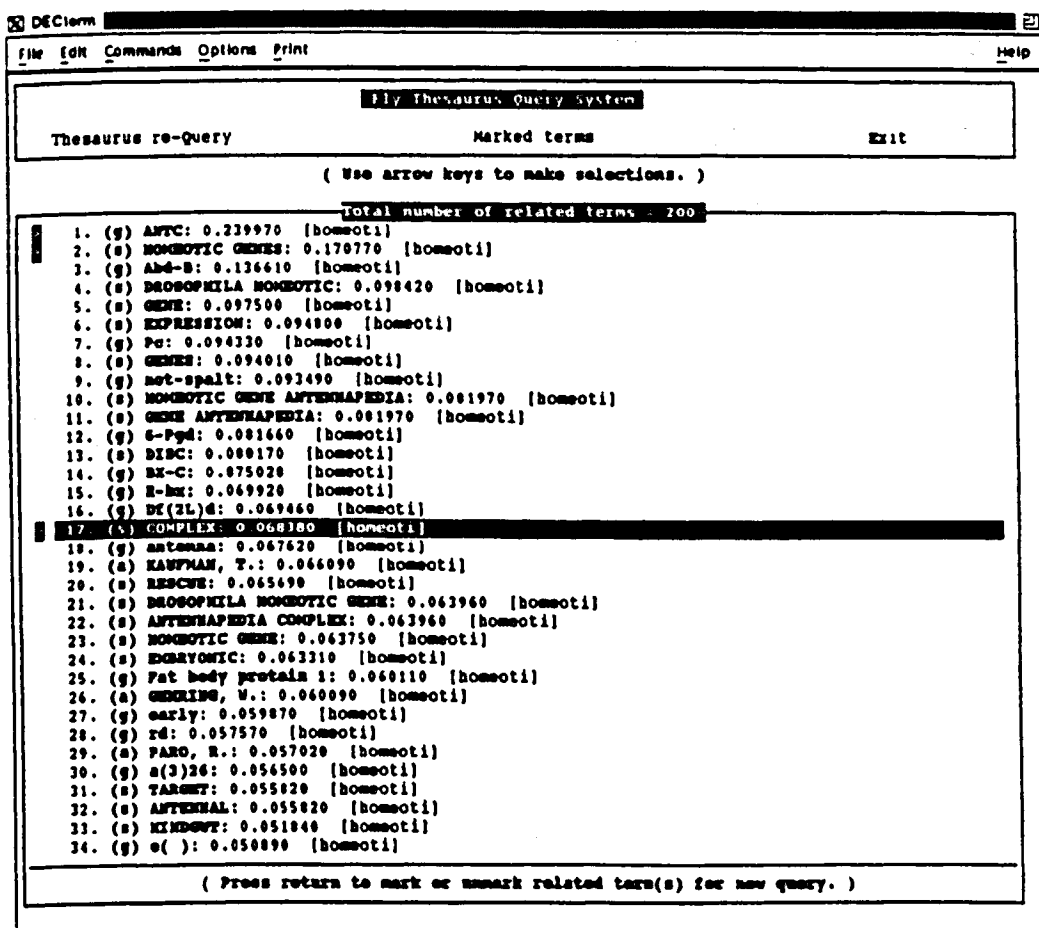 DECterm
File Edit Commands Options Print Help
Fly Thesaurus Query System
Thesaurus re-Query Marked terms Exit
( Use arrow keys to make selections. )
Total number of related terms - 200
1. (g) ANTC: 0.239970 [homeoti]
2. (s) HOMEOTIC GENES: 0.170770 [homeoti]
3. (g) Abd-B: 0.136610 [homeoti]
4. (s) DROSOPHILA HOMEOTIC: 0.098420 [homeoti]
5. (s) GENE: 0.097500 [homeoti]
6. (s) EXPRESSION: 0.094800 [homeoti]
7. (g) Pc: 0.094330 [homeoti]
8. (s) GENES: 0.094010 [homeoti]
9. (g) not-spalt: 0.093490 [homeoti]
10. (s) HOMEOTIC GENE ANTENNAPEDIA: 0.081970 [homeoti]
11. (s) GENE ANTENNAPEDIA: 0.081970 [homeoti]
12. (g) 6-Pgd: 0.081660 [homeoti]
13. (s) DISC: 0.080170 [homeoti]
14. (g) BX-C: 0.075020 [homeoti]
15. (g) E-bx: 0.069920 [homeoti]
16. (g) Df(2L)d: 0.069460 [homeoti]
17. (s) COMPLEX: 0.068380 [homeoti]
18. (g) antenna: 0.067620 [homeoti]
19. (a) KAUFMAN, T.: 0.066090 [homeoti]
20. (s) RESCUE: 0.065690 [homeoti]
21. (s) DROSOPHILA HOMEOTIC GENE: 0.063960 [homeoti]
22. (s) ANTENNAPEDIA COMPLEX: 0.063960 [homeoti]
23. (s) HOMEOTIC GENE: 0.063750 [homeoti]
24. (s) EMBRYONIC: 0.063310 [homeoti]
25. (g) Fat body protein 1: 0.060110 [homeoti]
26. (a) GEHRING, W.: 0.060090 [homeoti]
27. (g) early: 0.059870 [homeoti]
28. (g) rd: 0.057570 [homeoti]
29. (a) PARO, R.: 0.057020 [homeoti]
30. (g) a(3)26: 0.056500 [homeoti]
31. (s) TARGET: 0.055820 [homeoti]
32. (s) ANTENNAL: 0.055820 [homeoti]
33. (s) HINDGUT: 0.051840 [homeoti]
34. (g) e( ): 0.050890 [homeoti]
( Press return to mark or unmark related term(s) for new query. )